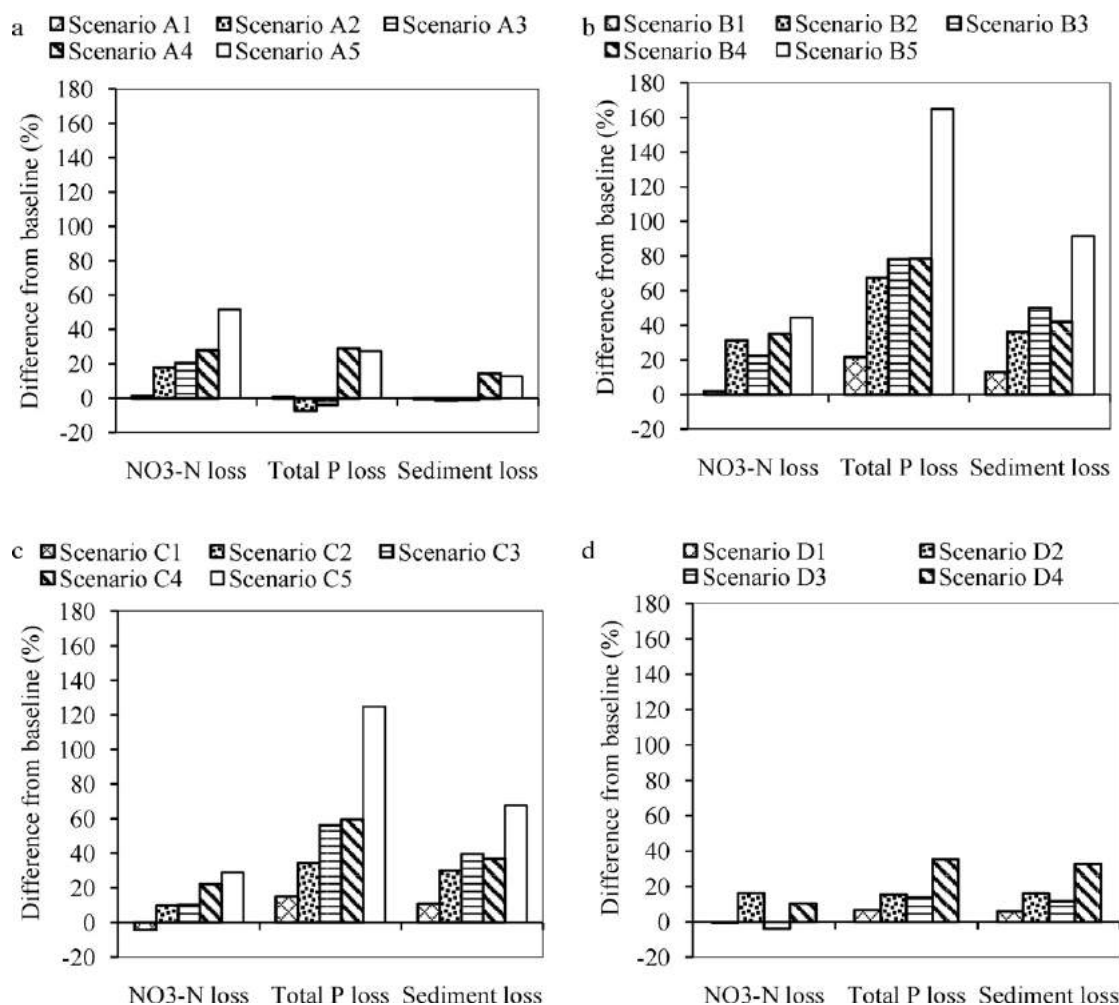 a
Scenario A1 Scenario A2 Scenario A3
Scenario A4 Scenario A5
Difference from baseline (%)
180
160
140
120
100
80
60
40
20
0
-20
NO3-N loss Total P loss Sediment loss
b
Scenario B1 Scenario B2 Scenario B3
Scenario B4 Scenario B5
Difference from baseline (%)
180
160
140
120
100
80
60
40
20
0
-20
NO3-N loss Total P loss Sediment loss
c
Scenario C1 Scenario C2 Scenario C3
Scenario C4 Scenario C5
Difference from baseline (%)
180
160
140
120
100
80
60
40
20
0
-20
NO3-N loss Total P loss Sediment loss
d
Scenario D1 Scenario D2
Scenario D3 Scenario D4
Difference from baseline (%)
180
160
140
120
100
80
60
40
20
0
-20
NO3-N loss Total P loss Sediment loss